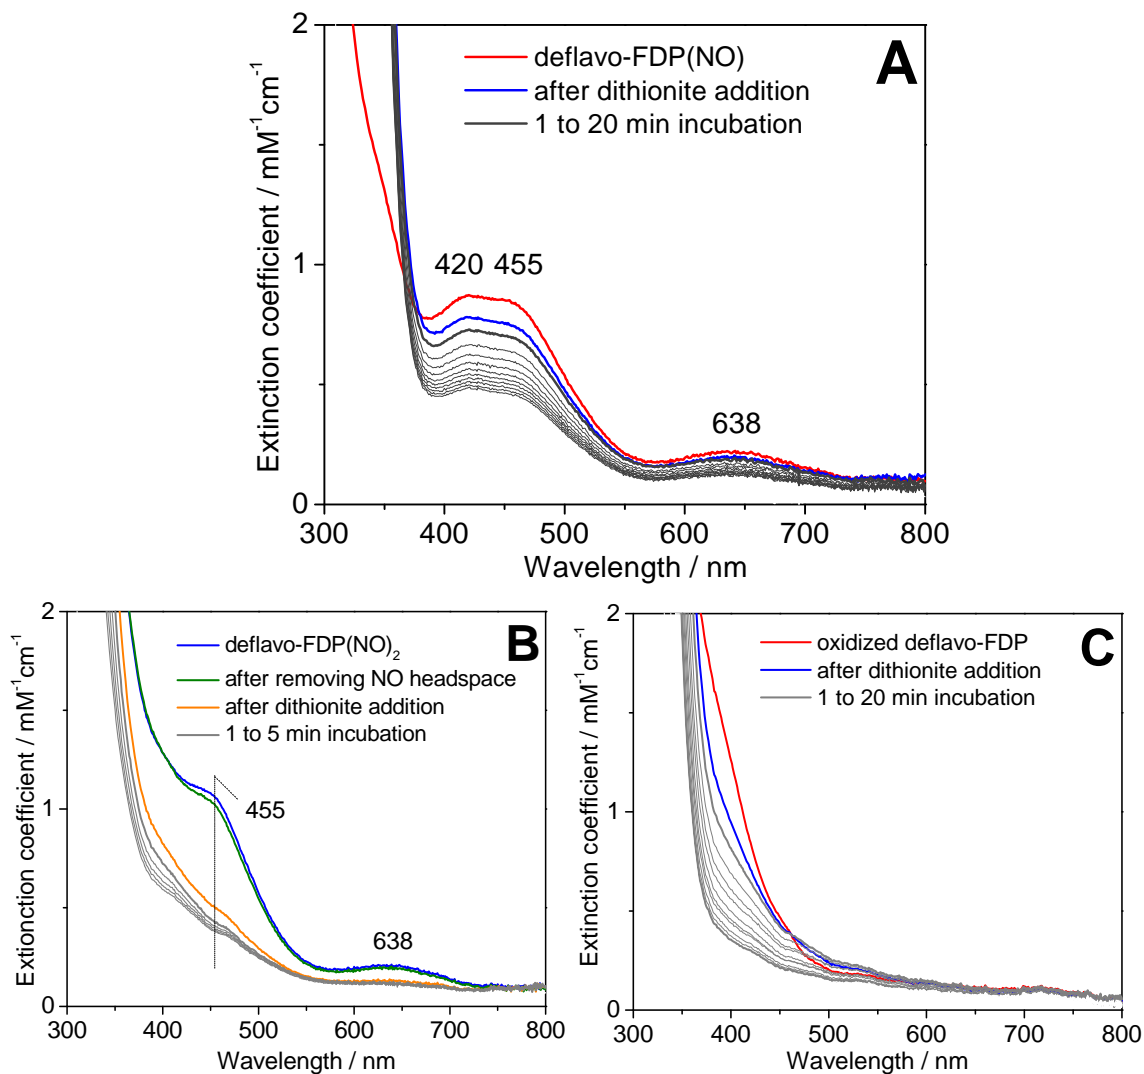 2
1
0
Extinction coefficient / mM⁻¹cm⁻¹
deflavo-FDP(NO)
after dithionite addition
1 to 20 min incubation
A
420 455
638
300 400 500 600 700 800
Wavelength / nm
2
1
0
Extionction coefficient / mM⁻¹cm⁻¹
deflavo-FDP(NO)₂
after removing NO headspace
after dithionite addition
1 to 5 min incubation
B
455
638
300 400 500 600 700 800
Wavelength / nm
2
1
0
Extinction coefficient / mM⁻¹cm⁻¹
oxidized deflavo-FDP
after dithionite addition
1 to 20 min incubation
C
300 400 500 600 700 800
Wavelength / nm